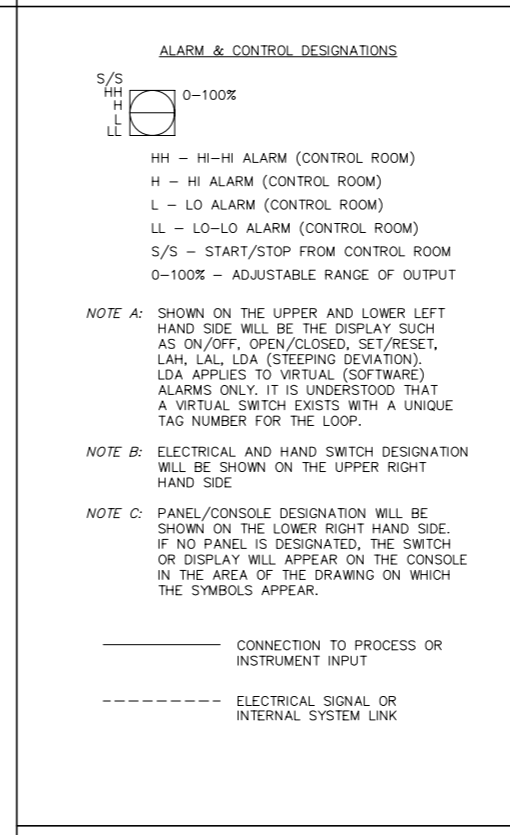 ALARM & CONTROL DESIGNATIONS
S/S
HH
H
L
LL
0-100%
HH - HI-HI ALARM (CONTROL ROOM)
H - HI ALARM (CONTROL ROOM)
L - LO ALARM (CONTROL ROOM)
LL - LO-LO ALARM (CONTROL ROOM)
S/S - START/STOP FROM CONTROL ROOM
0-100% - ADJUSTABLE RANGE OF OUTPUT
NOTE A: SHOWN ON THE UPPER AND LOWER LEFT
HAND SIDE WILL BE THE DISPLAY SUCH
AS ON/OFF, OPEN/CLOSED, SET/RESET,
LAH, LAL, LDA (STEEPING DEVIATION).
LDA APPLIES TO VIRTUAL (SOFTWARE)
ALARMS ONLY. IT IS UNDERSTOOD THAT
A VIRTUAL SWITCH EXISTS WITH A UNIQUE
TAG NUMBER FOR THE LOOP.
NOTE B: ELECTRICAL AND HAND SWITCH DESIGNATION
WILL BE SHOWN ON THE UPPER RIGHT
HAND SIDE
NOTE C: PANEL/CONSOLE DESIGNATION WILL BE
SHOWN ON THE LOWER RIGHT HAND SIDE.
IF NO PANEL IS DESIGNATED, THE SWITCH
OR DISPLAY WILL APPEAR ON THE CONSOLE
IN THE AREA OF THE DRAWING ON WHICH
THE SYMBOLS APPEAR.
CONNECTION TO PROCESS OR
INSTRUMENT INPUT
ELECTRICAL SIGNAL OR
INTERNAL SYSTEM LINK